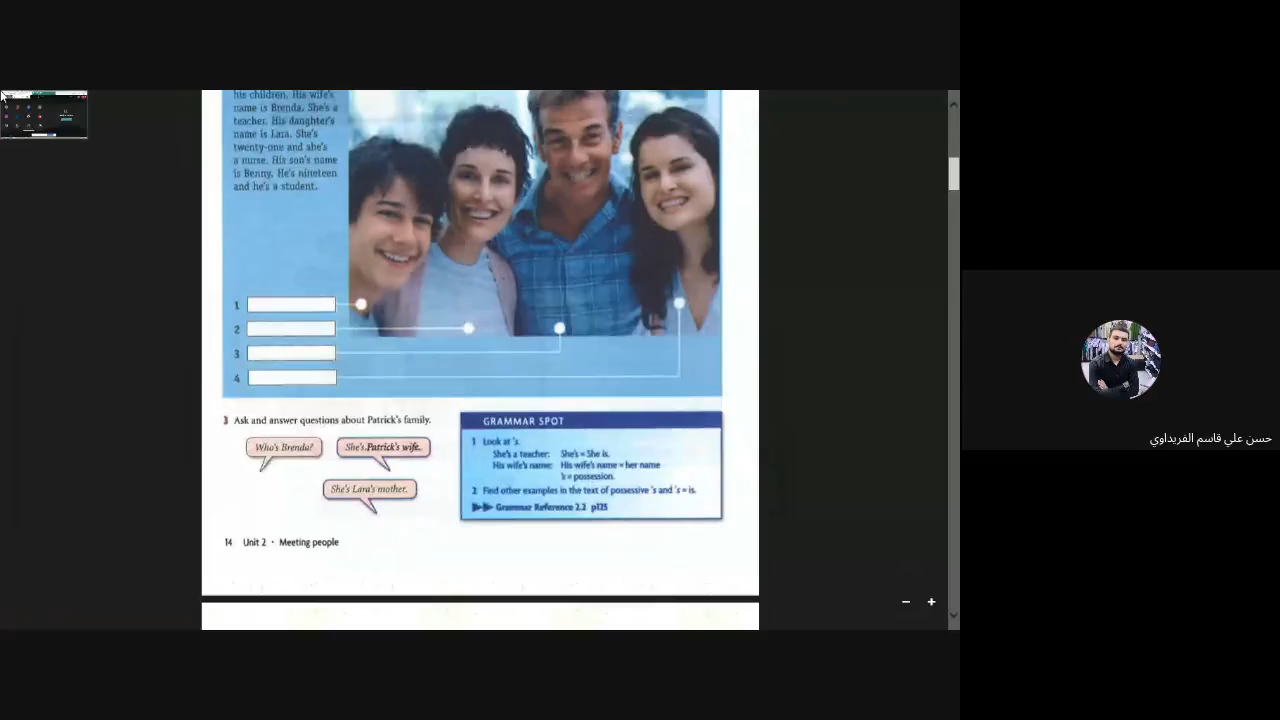 his children. His wife's
name is Brenda. She's a
teacher. His daughter's
name is Lara. She's
twenty-one and she's
a nurse. His son's name
is Benny. He's nineteen
and he's a student.
1
2
3
4
3 Ask and answer questions about Patrick's family.
Who's Brenda?
She's Patrick's wife.
She's Lara's mother.
GRAMMAR SPOT
1 Look at 's.
She's a teacher: She's = She is.
His wife's name: His wife's name = her name
's = possession.
2 Find other examples in the text of possessive 's and 's = is.
Grammar Reference 2.2 p125
14 Unit 2 · Meeting people
حسن علي قاسم الفريداوي